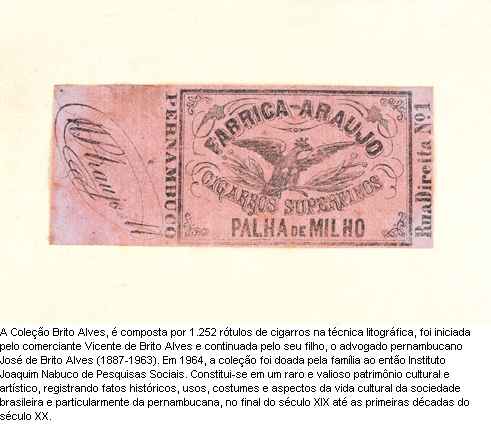 FABRICA-ARAUJO
CIGARROS SUPERFINOS
PALHA DE MILHO
PERNAMBUCO
Rua Direita Nº1
A Coleção Brito Alves, é composta por 1.252 rótulos de cigarros na técnica litográfica, foi iniciada
pelo comerciante Vicente de Brito Alves e continuada pelo seu filho, o advogado pernambucano
José de Brito Alves (1887-1963). Em 1964, a coleção foi doada pela família ao então Instituto
Joaquim Nabuco de Pesquisas Sociais. Constitui-se em um raro e valioso patrimônio cultural e
artístico, registrando fatos históricos, usos, costumes e aspectos da vida cultural da sociedade
brasileira e particularmente da pernambucana, no final do século XIX até as primeiras décadas do
século XX.